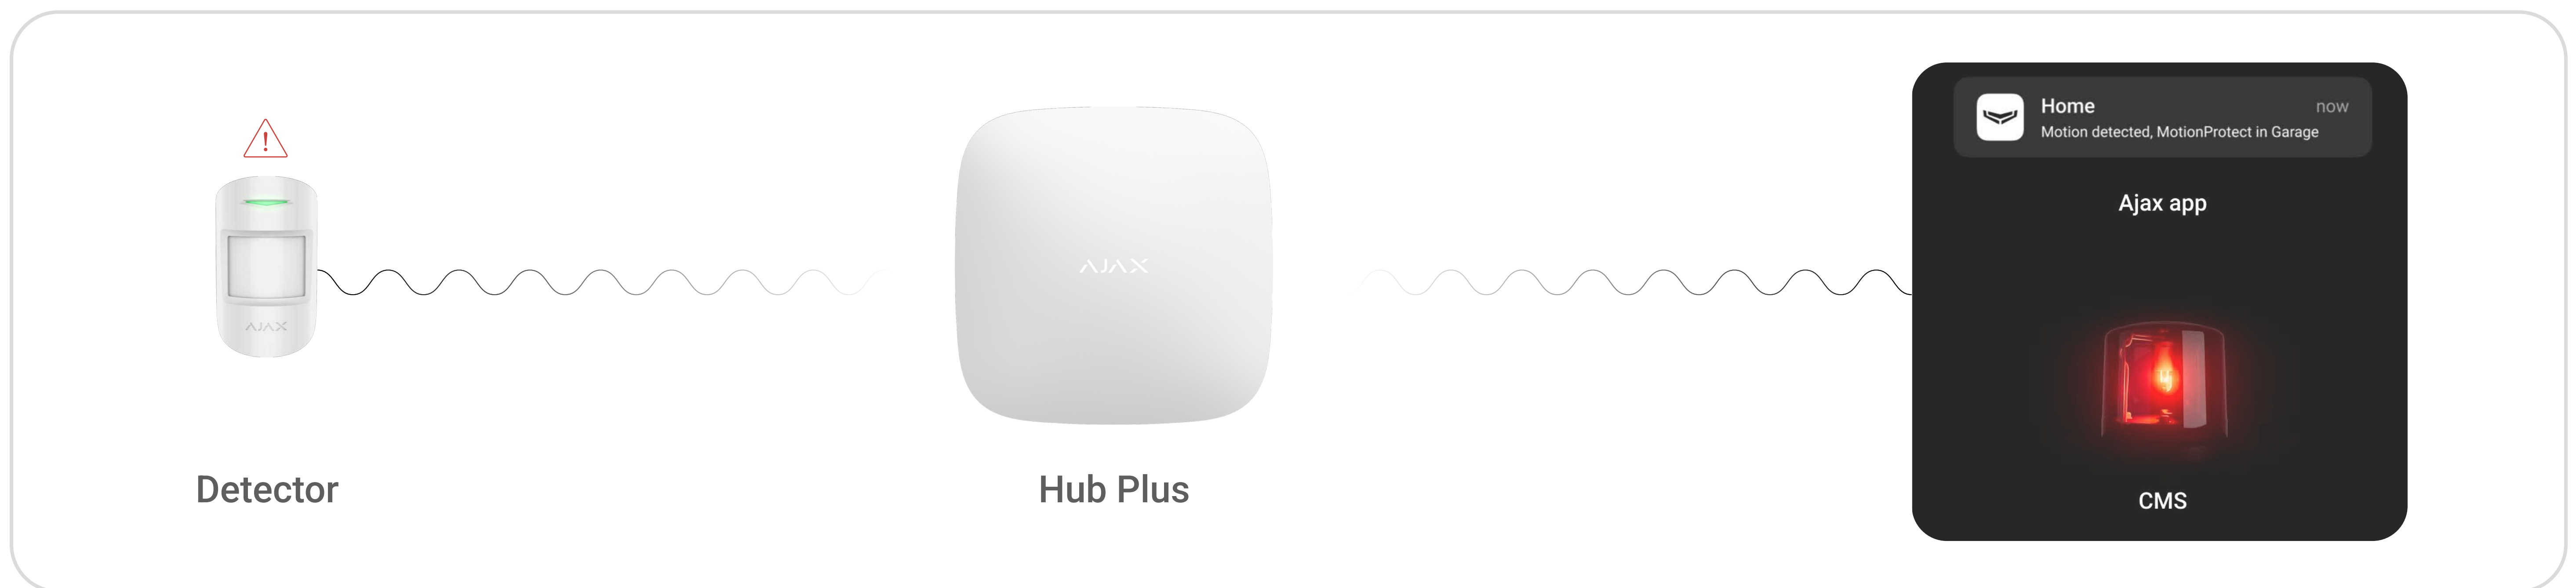 AJAX
Detector
AJAX
Hub Plus
Home
now
Motion detected, MotionProtect in Garage
Ajax app
CMS